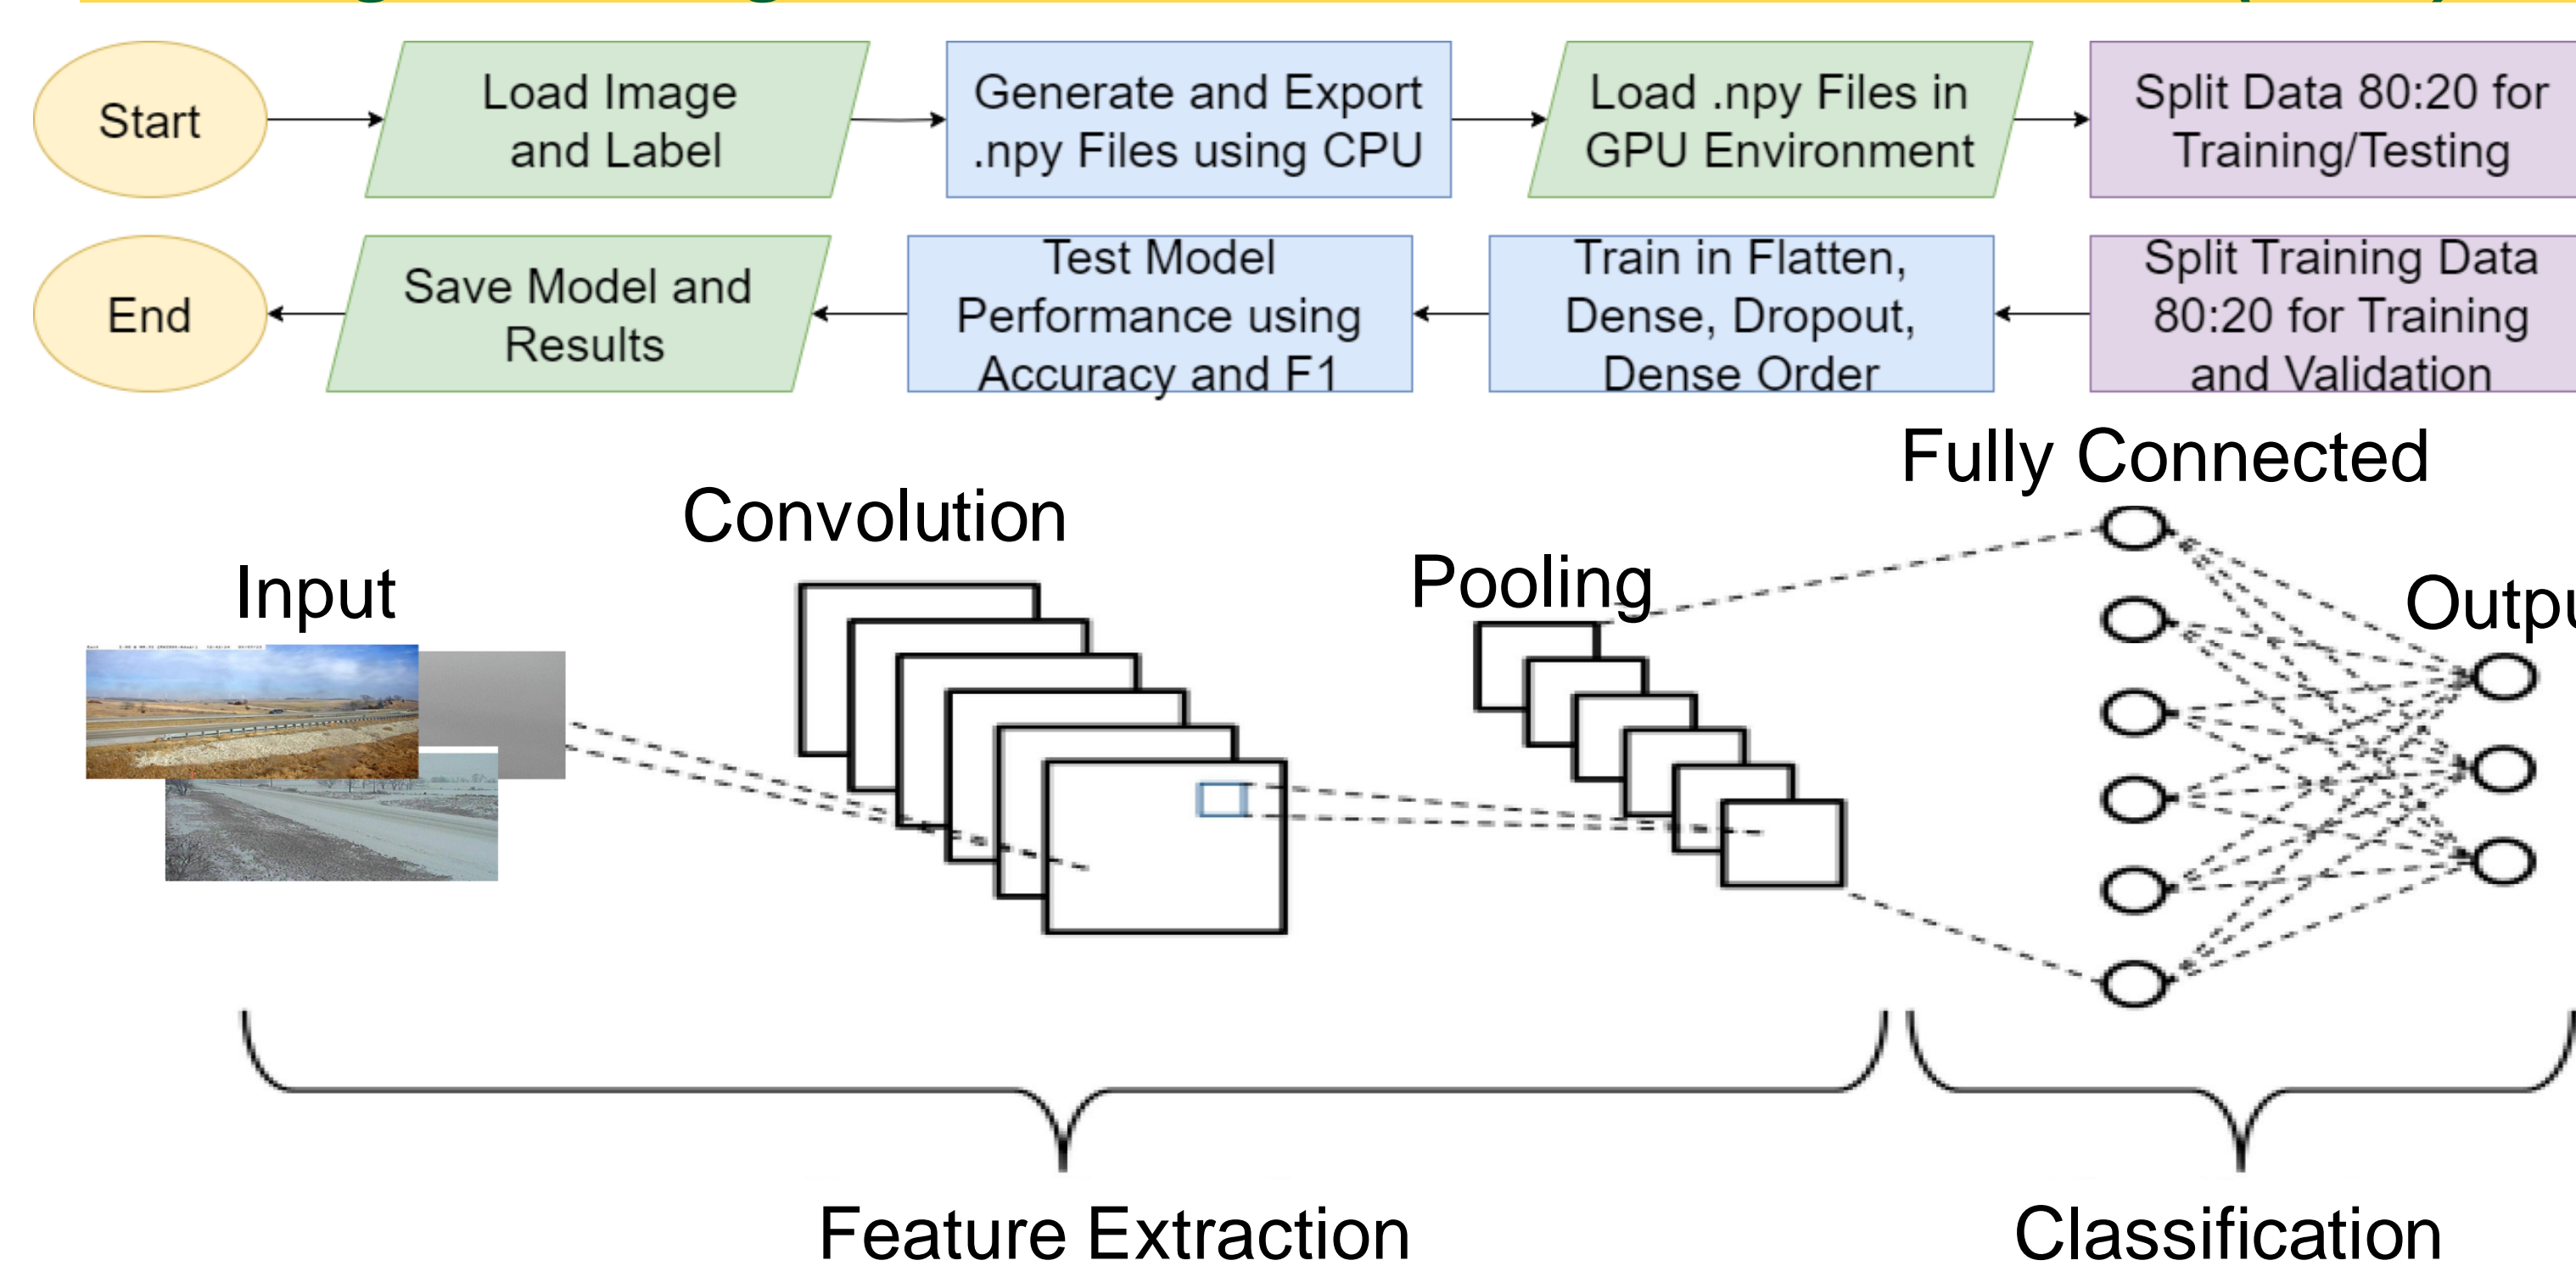 Start
Load Image
and Label
Generate and Export
.npy Files using CPU
Load .npy Files in
GPU Environment
Split Data 80:20 for
Training/Testing
End
Save Model and
Results
Test Model
Performance using
Accuracy and F1
Train in Flatten,
Dense, Dropout,
Dense Order
Split Training Data
80:20 for Training
and Validation
Fully Connected
Convolution
Pooling
Input
Outpu
Feature Extraction
Classification